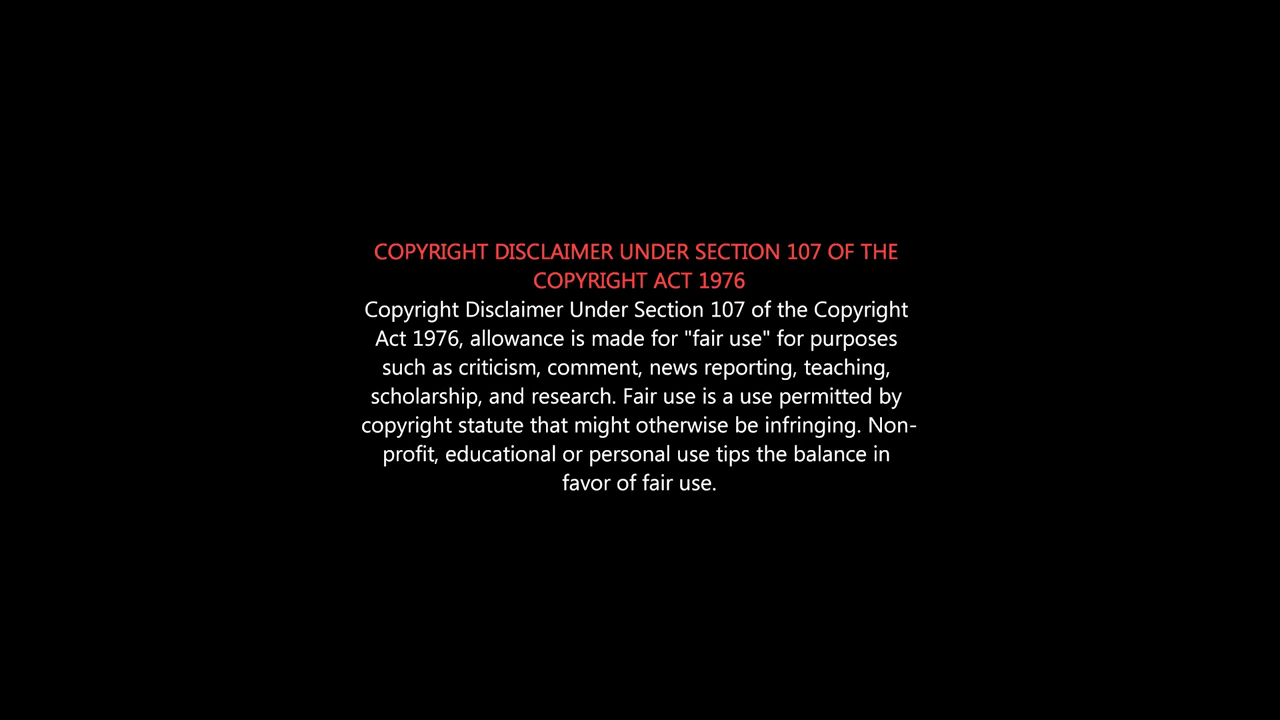 COPYRIGHT DISCLAIMER UNDER SECTION 107 OF THE
COPYRIGHT ACT 1976
Copyright Disclaimer Under Section 107 of the Copyright
Act 1976, allowance is made for "fair use" for purposes
such as criticism, comment, news reporting, teaching,
scholarship, and research. Fair use is a use permitted by
copyright statute that might otherwise be infringing. Non-
profit, educational or personal use tips the balance in
favor of fair use.